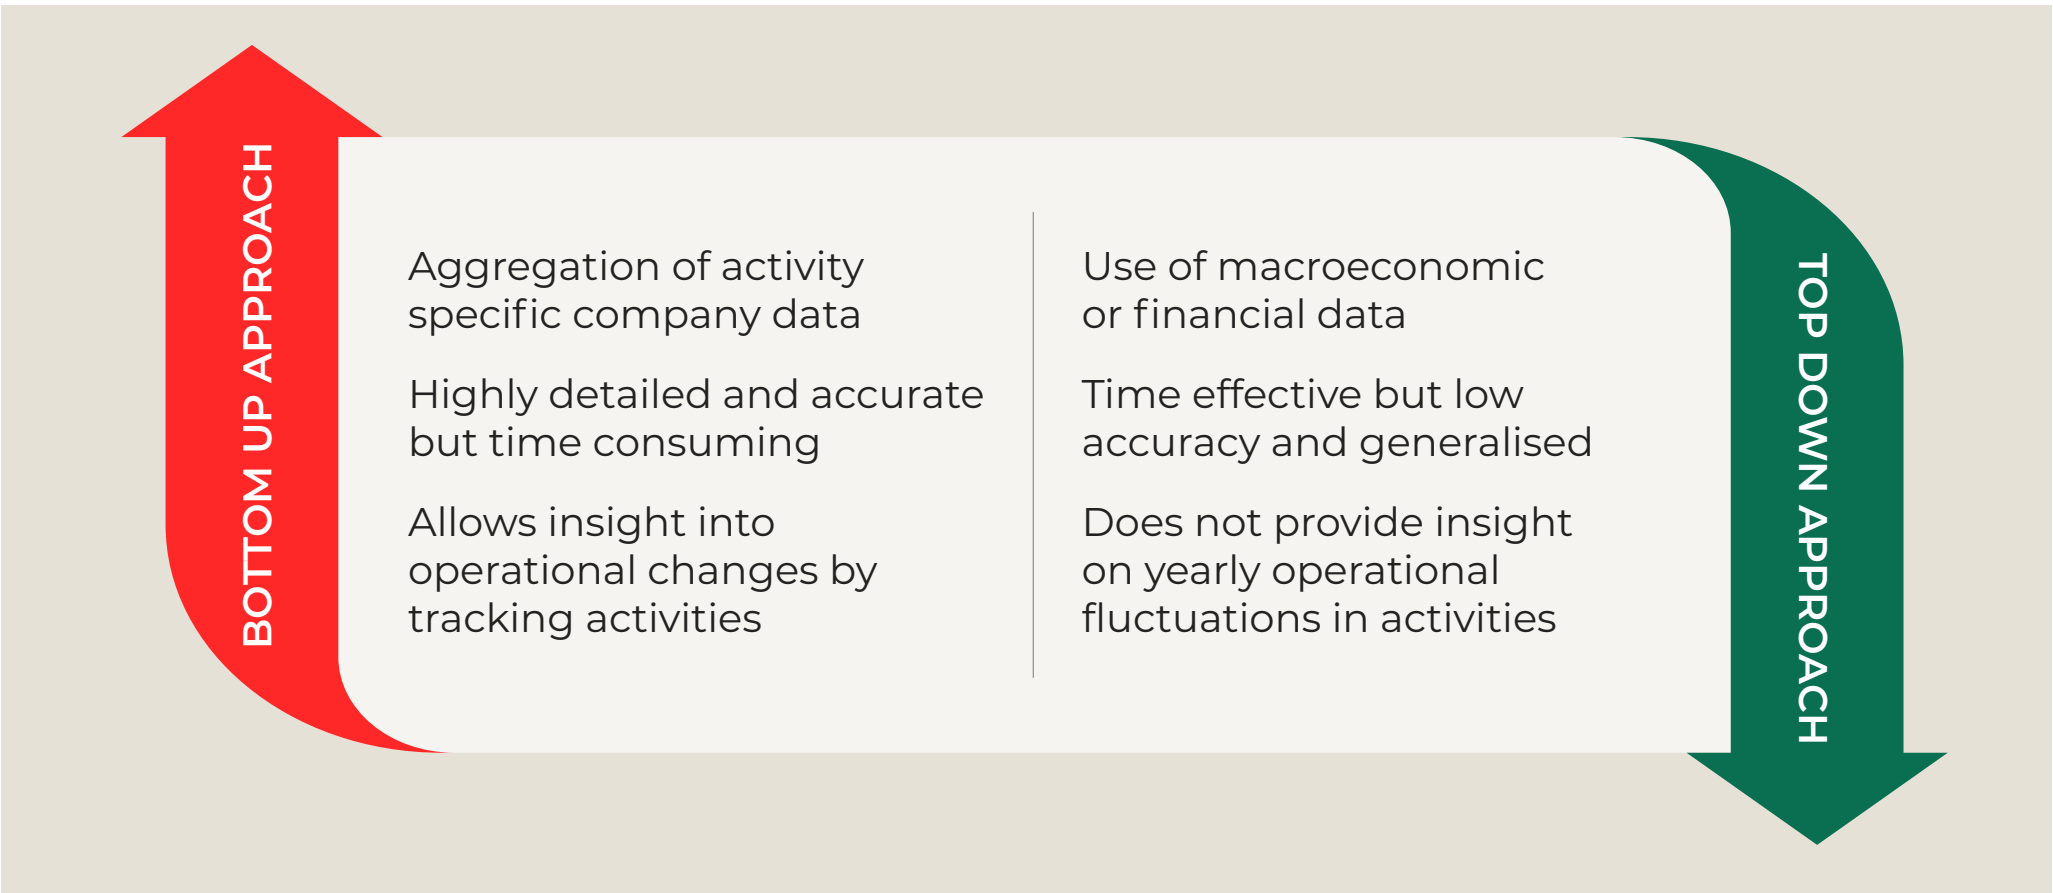 BOTTOM UP APPROACH
Aggregation of activity
specific company data
Highly detailed and accurate
but time consuming
Allows insight into
operational changes by
tracking activities
Use of macroeconomic
or financial data
Time effective but low
accuracy and generalised
Does not provide insight
on yearly operational
fluctuations in activities
TOP DOWN APPROACH